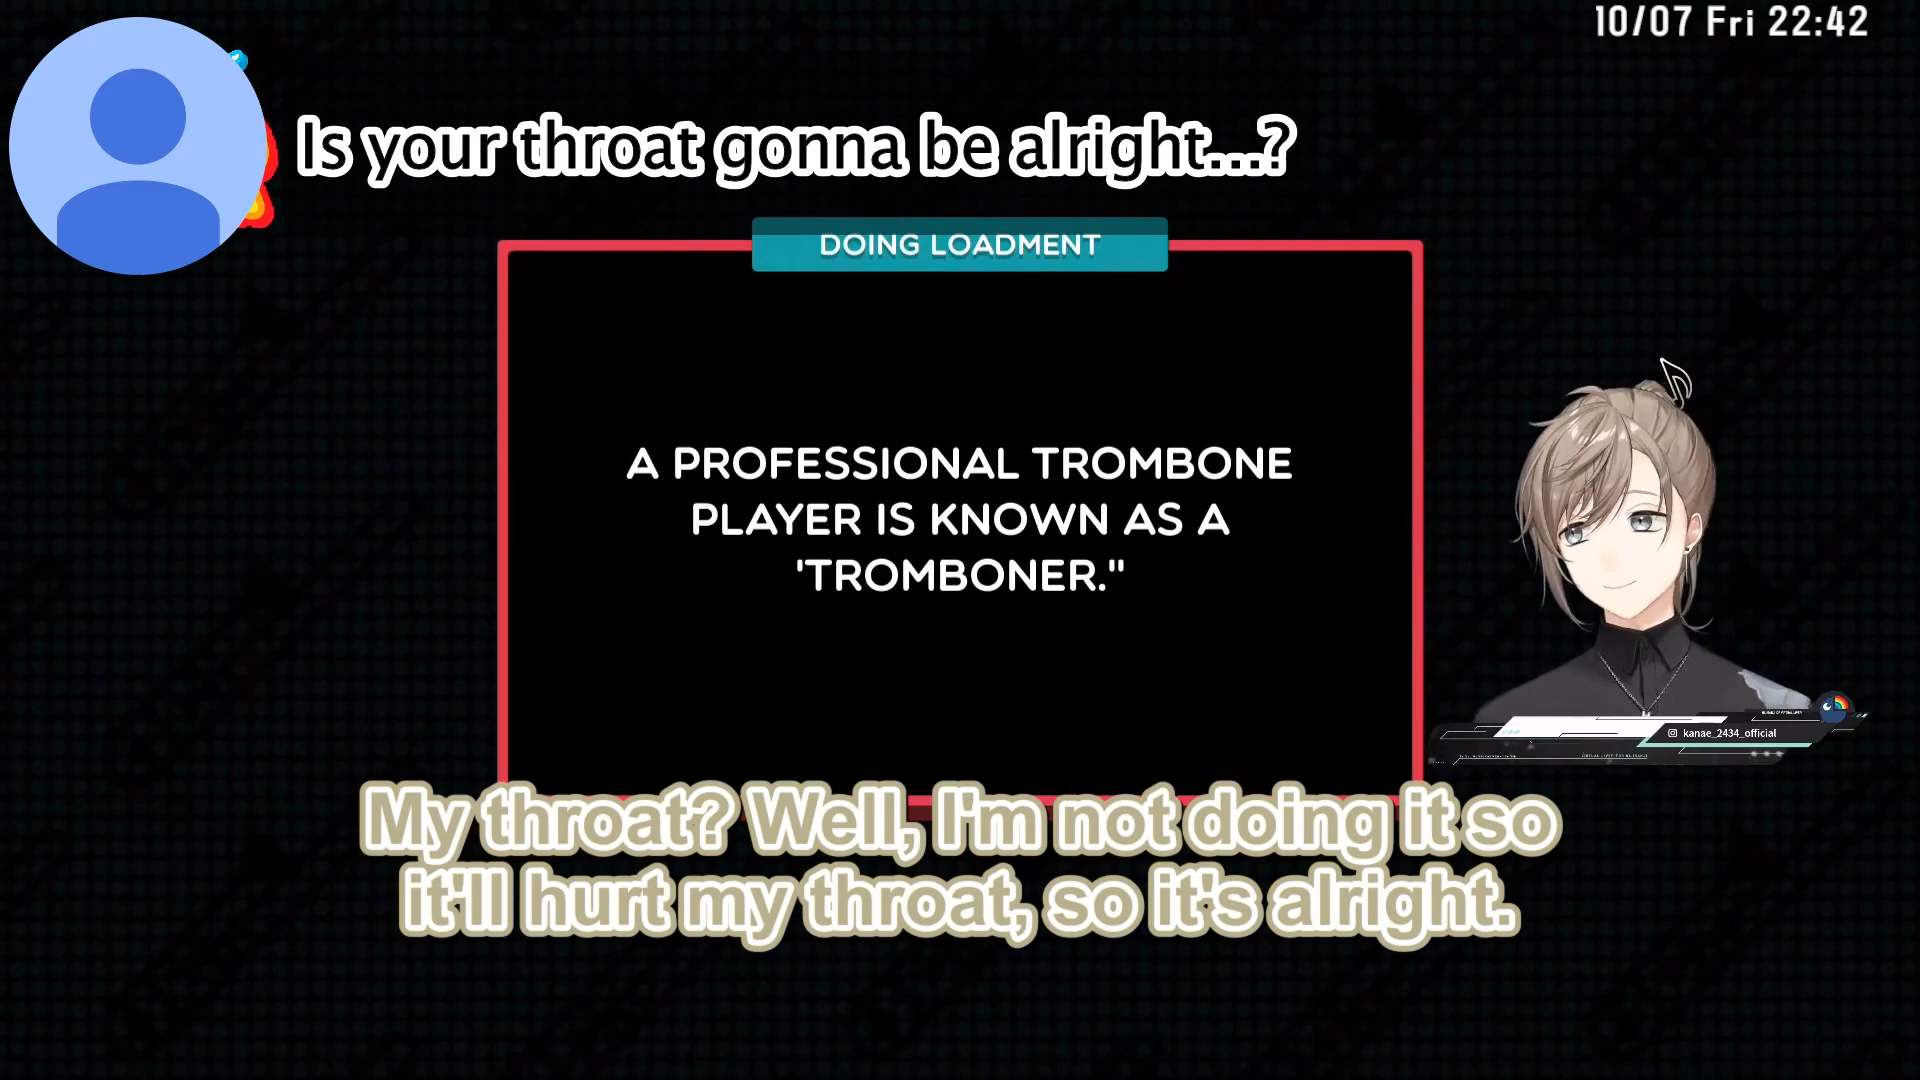 10/07 Fri 22:42
Is your throat gonna be alright...?
DOING LOADMENT
A PROFESSIONAL TROMBONE
PLAYER IS KNOWN AS A
'TROMBONER."
kanae_2434_official
My throat? Well, I'm not doing it so
it'll hurt my throat, so it's alright.